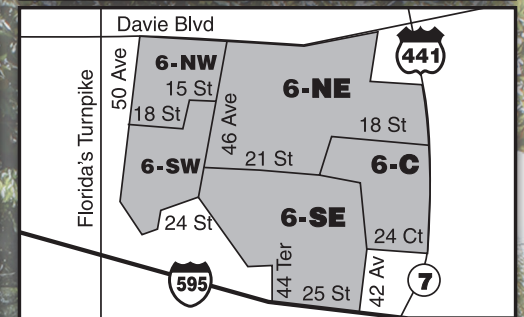 Davie Blvd
441
50 Ave
6-NW
15 St
6-NE
Florida's Turnpike
18 St
46 Ave
18 St
6-SW
21 St
6-C
24 St
6-SE
24 Ct
44 Ter
42 Av
7
595
25 St